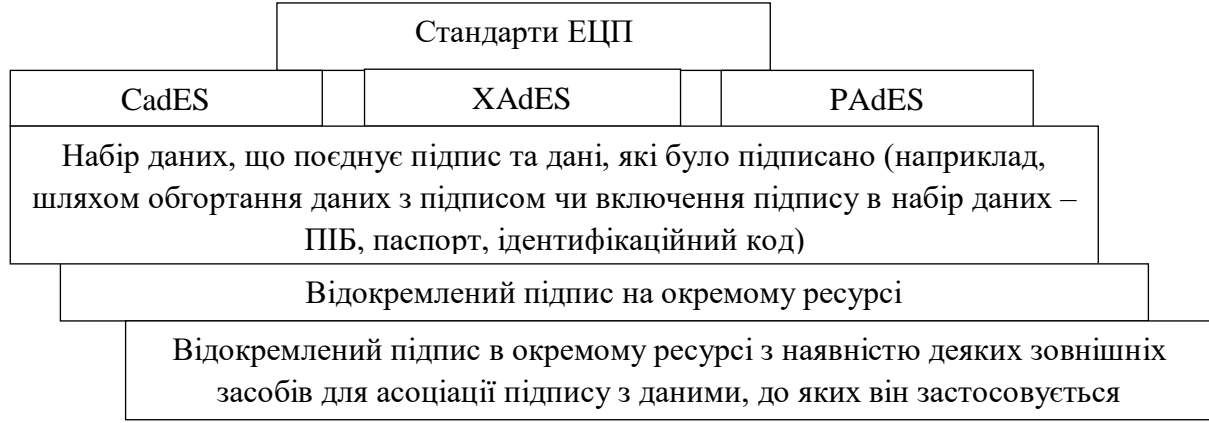 Стандарти ЕЦП
CadES XAdES PAdES
Набір даних, що поєднує підпис та дані, які було підписано (наприклад,
шляхом обгортання даних з підписом чи включення підпису в набір даних –
ПІБ, паспорт, ідентифікаційний код)
Відокремлений підпис на окремому ресурсі
Відокремлений підпис в окремому ресурсі з наявністю деяких зовнішніх
засобів для асоціації підпису з даними, до яких він застосовується